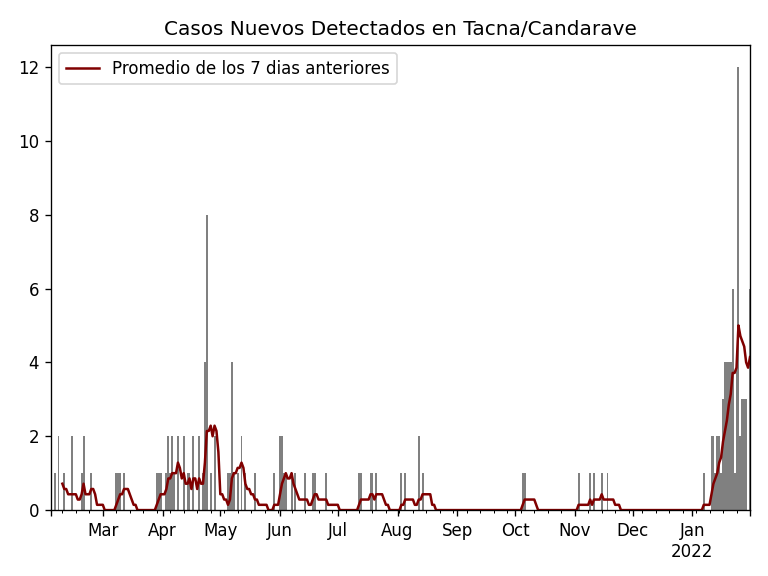 Casos Nuevos Detectados en Tacna/Candarave
Promedio de los 7 dias anteriores
12
10
8
6
4
2
0
Mar Apr May Jun Jul Aug Sep Oct Nov Dec Jan
2022